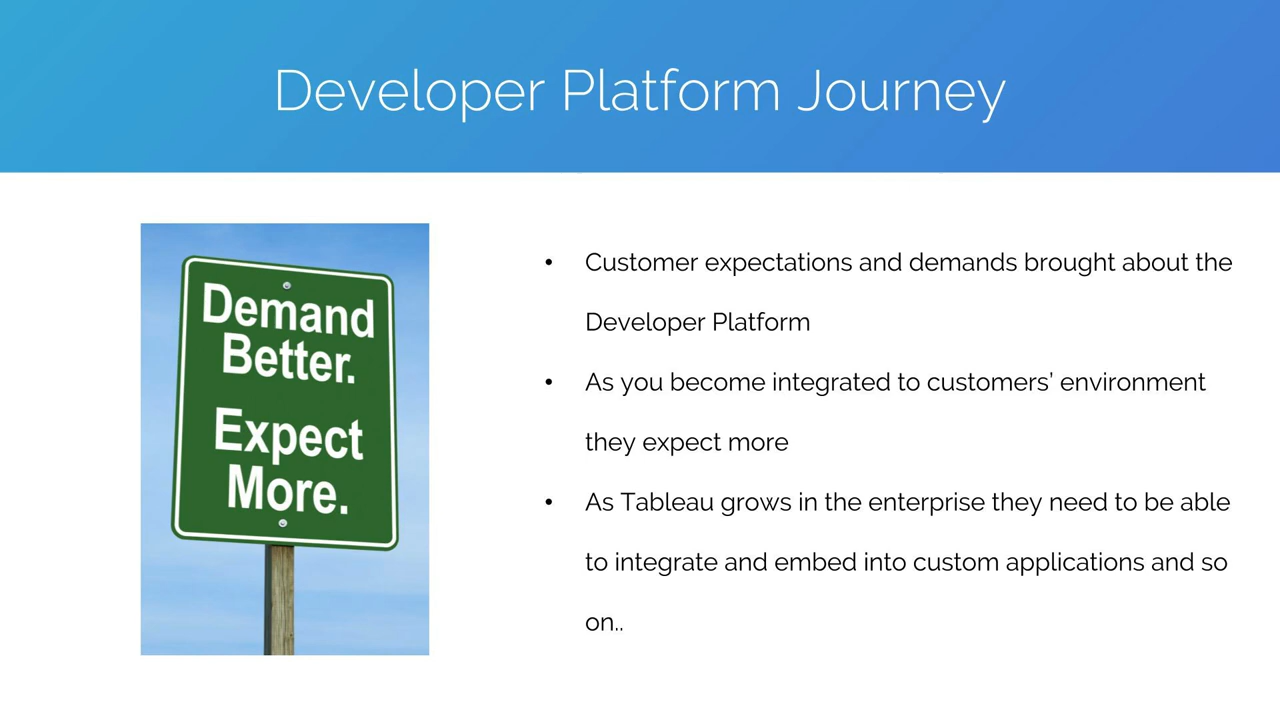 Developer Platform Journey
Demand
Better.
Expect
More.
• Customer expectations and demands brought about the
Developer Platform
• As you become integrated to customers’ environment
they expect more
• As Tableau grows in the enterprise they need to be able
to integrate and embed into custom applications and so
on..